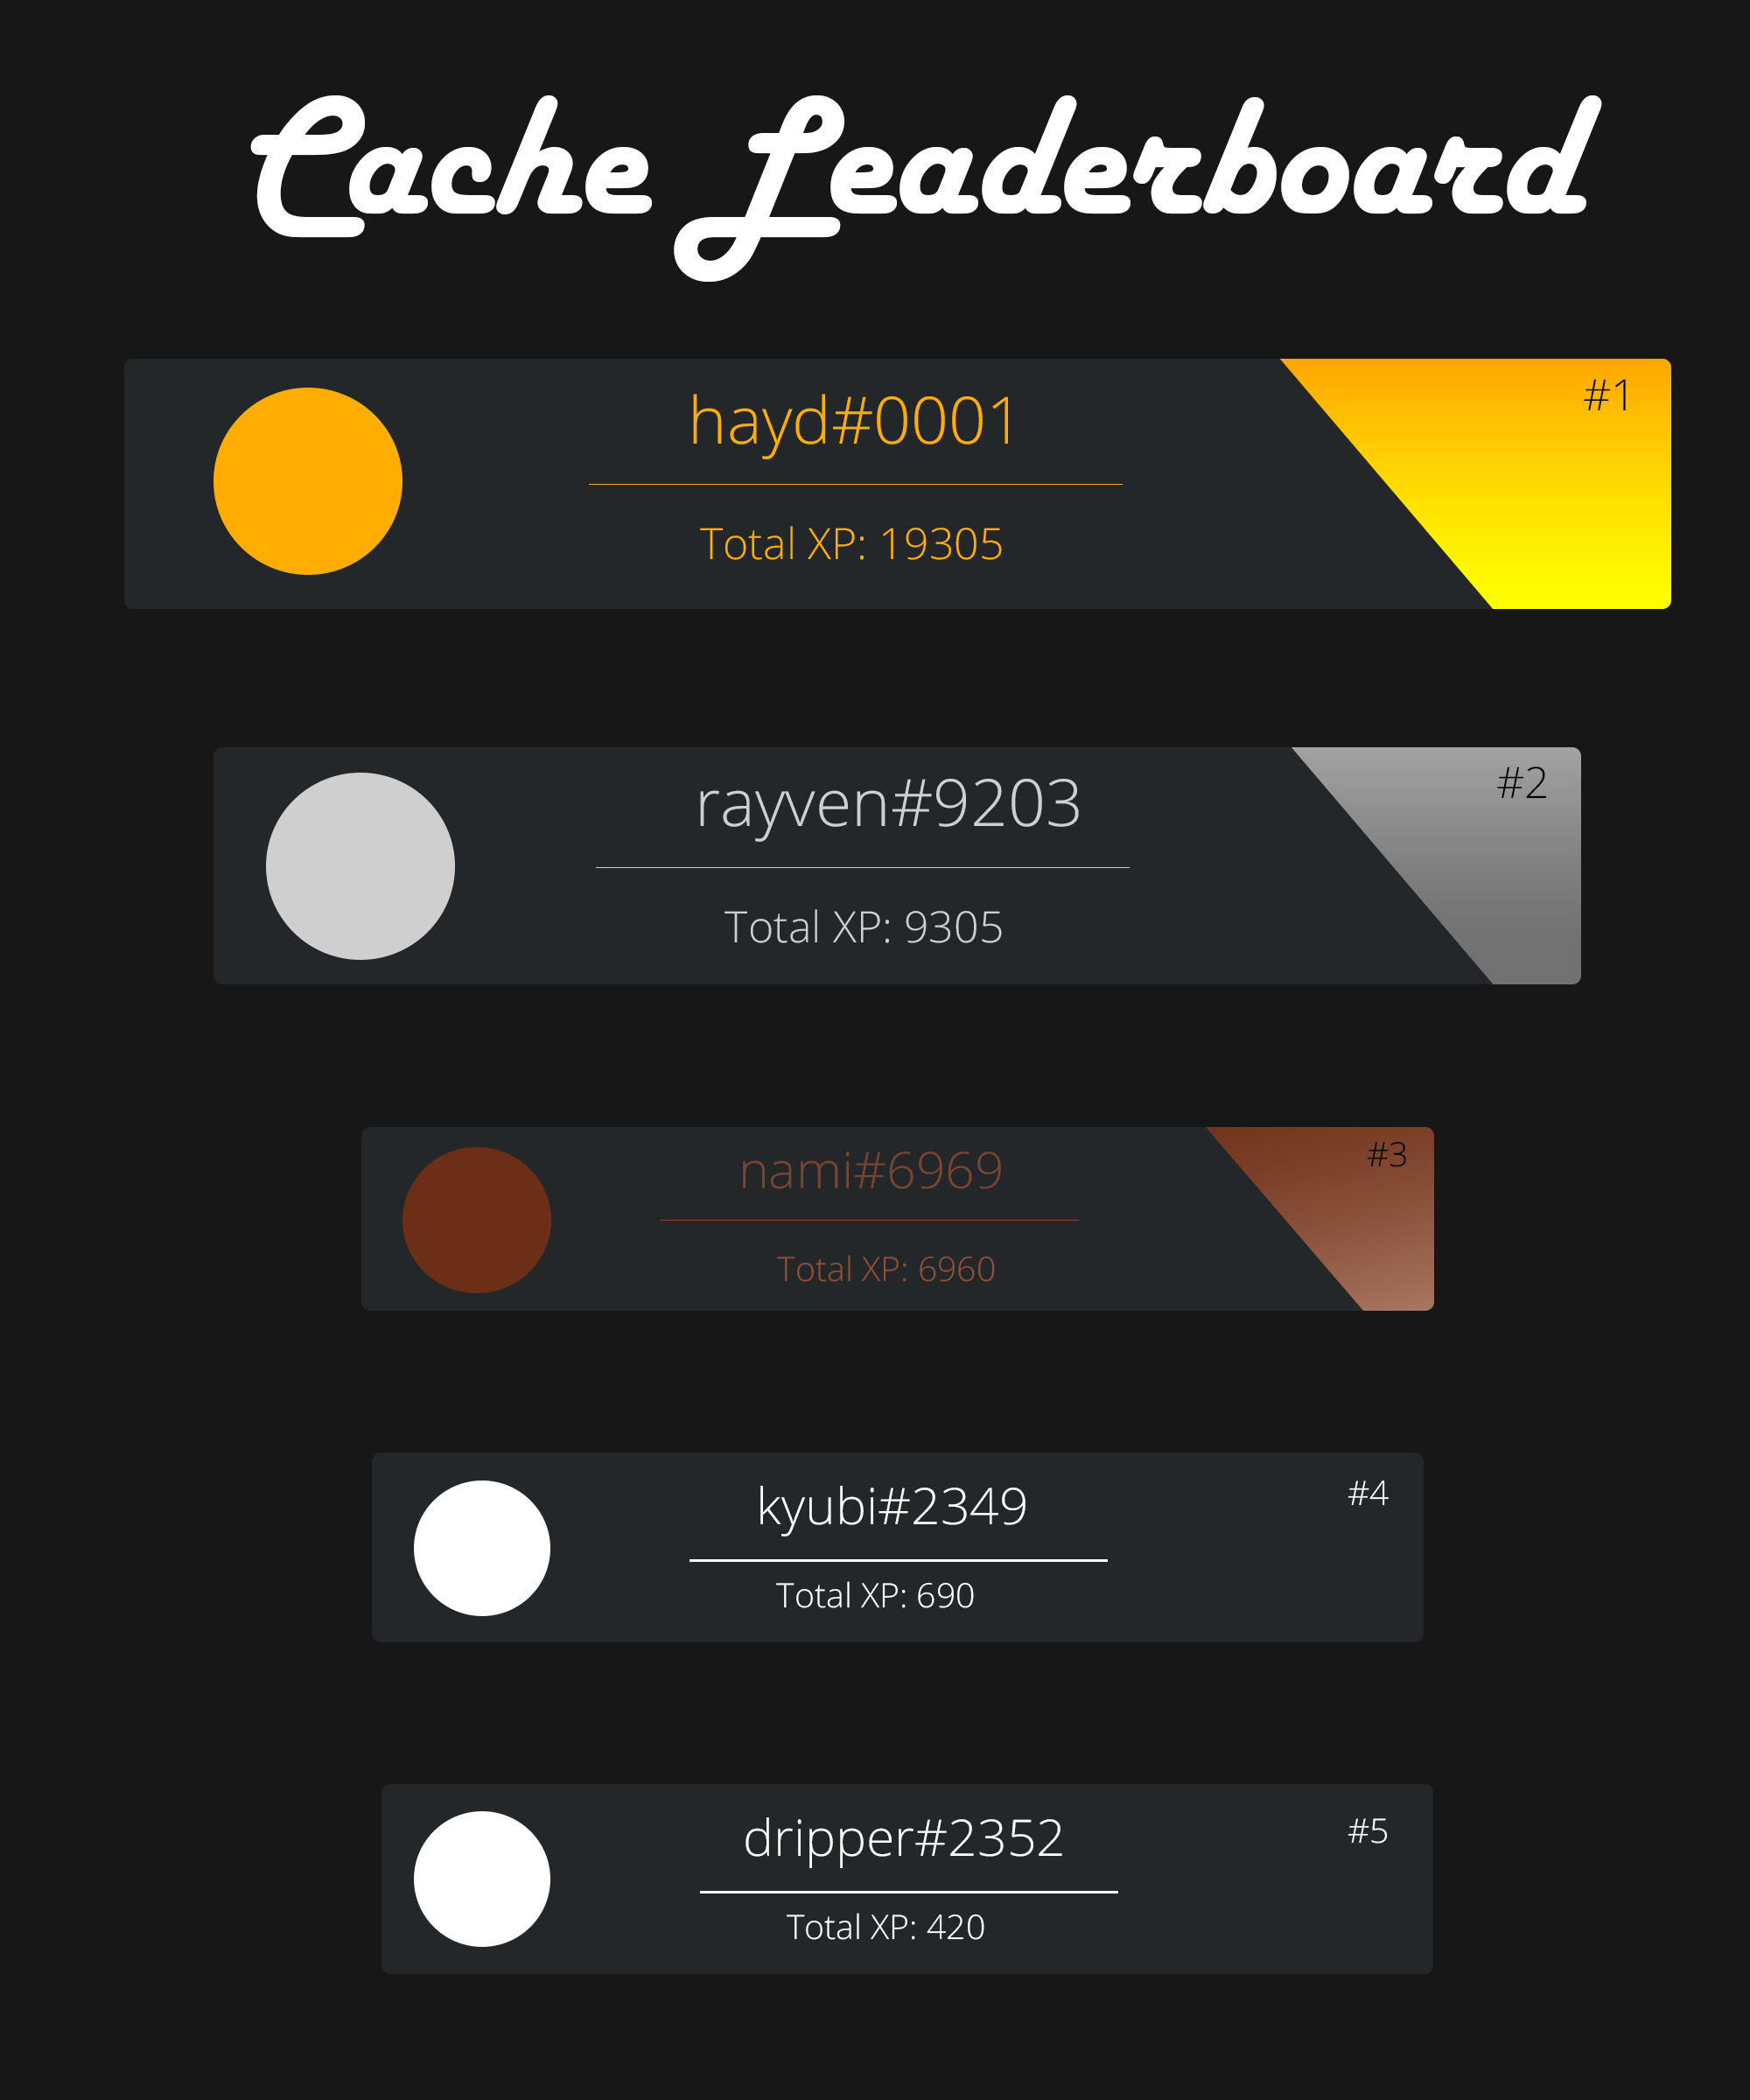 Cache Leaderboard
hayd#0001
#1
Total XP: 19305
rayven#9203
#2
Total XP: 9305
nami#6969
#3
Total XP: 6960
kyubi#2349
#4
Total XP: 690
dripper#2352
#5
Total XP: 420